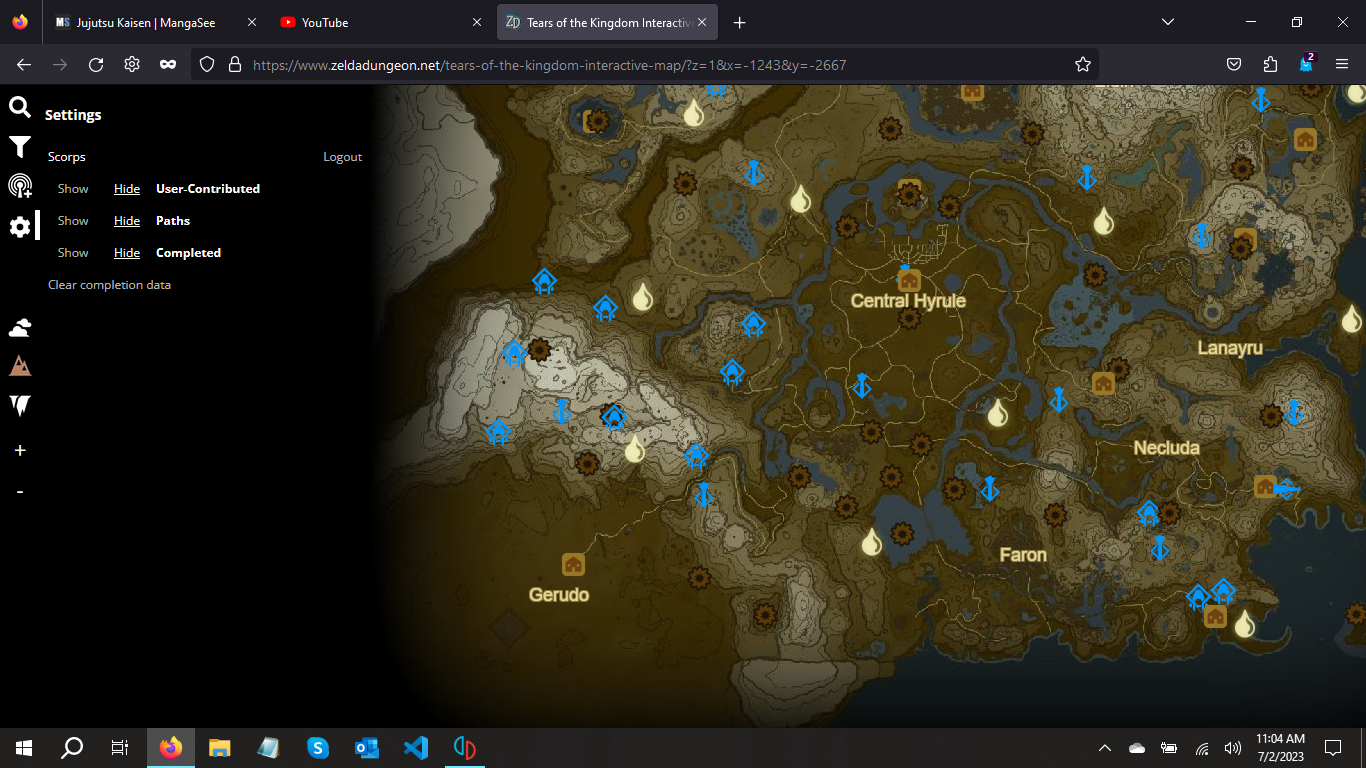 MS Jujutsu Kaisen | MangaSee
YouTube
ZD Tears of the Kingdom Interactive
https://www.zeldadungeon.net/tears-of-the-kingdom-interactive-map/?z=1&x=-1243&y=-2667
2
Settings
Scorps Logout
Show Hide User-Contributed
Show Hide Paths
Show Hide Completed
Clear completion data
+
-
Central Hyrule
Lanayru
Necluda
Faron
Gerudo
11:04 AM
7/2/2023